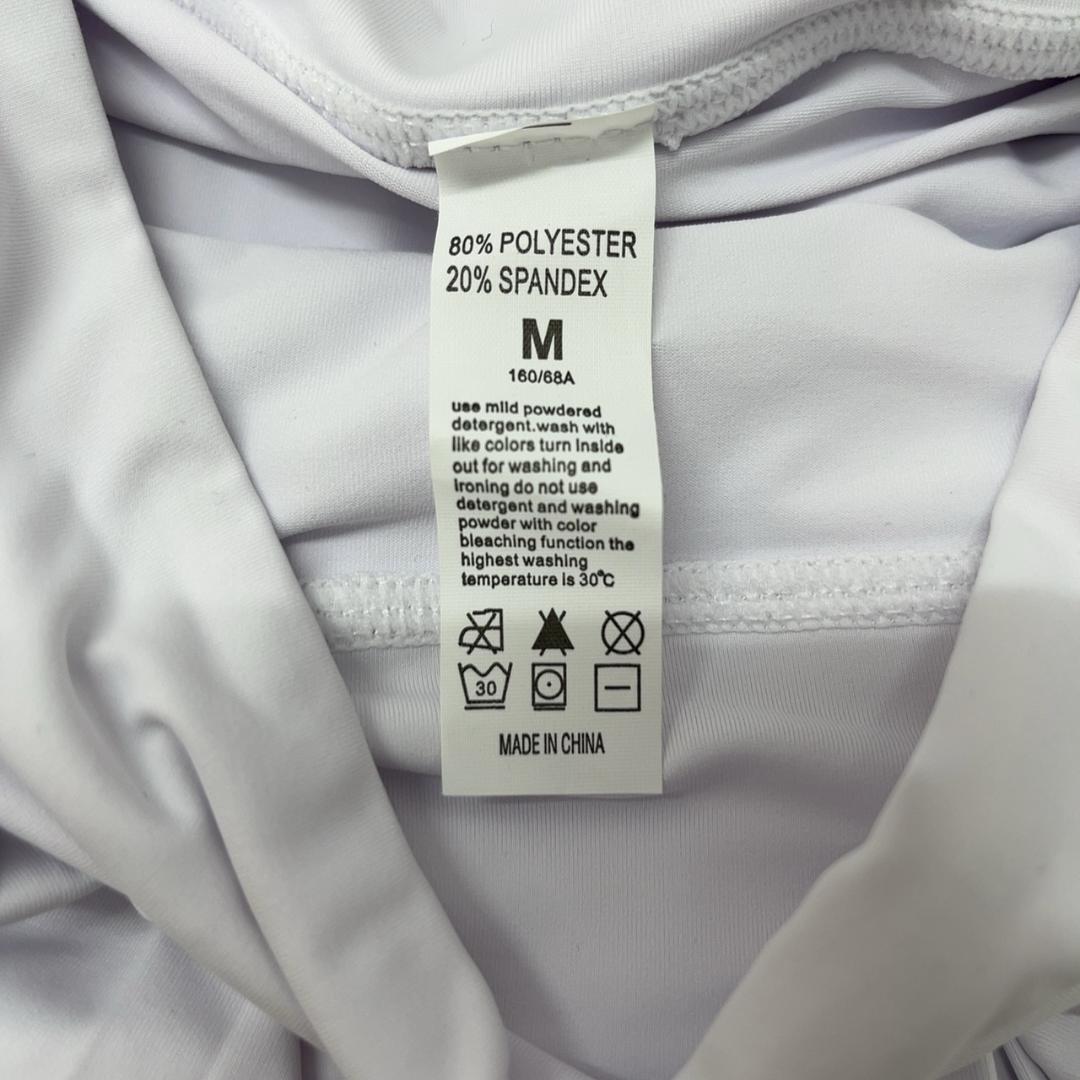 80% POLYESTER
20% SPANDEX
M
160/68A
use mild powdered
detergent.wash with
like colors turn inside
out for washing and
ironing do not use
detergent and washing
powder with color
bleaching function the
highest washing
temperature is 30℃
30
MADE IN CHINA